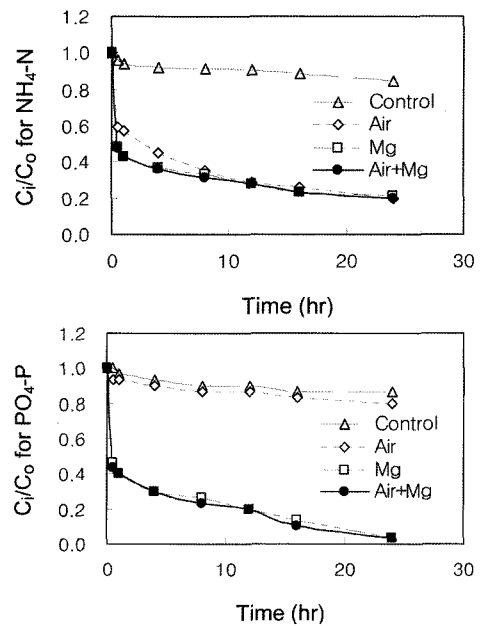 1.2
1.0
0.8
0.6
0.4
0.2
0.0
Cᵢ/Cₒ for NH₄-N
Control
Air
Mg
Air+Mg
0 10 20 30
Time (hr)
1.2
1.0
0.8
0.6
0.4
0.2
0.0
Cᵢ/Cₒ for PO₄-P
Control
Air
Mg
Air+Mg
0 10 20 30
Time (hr)